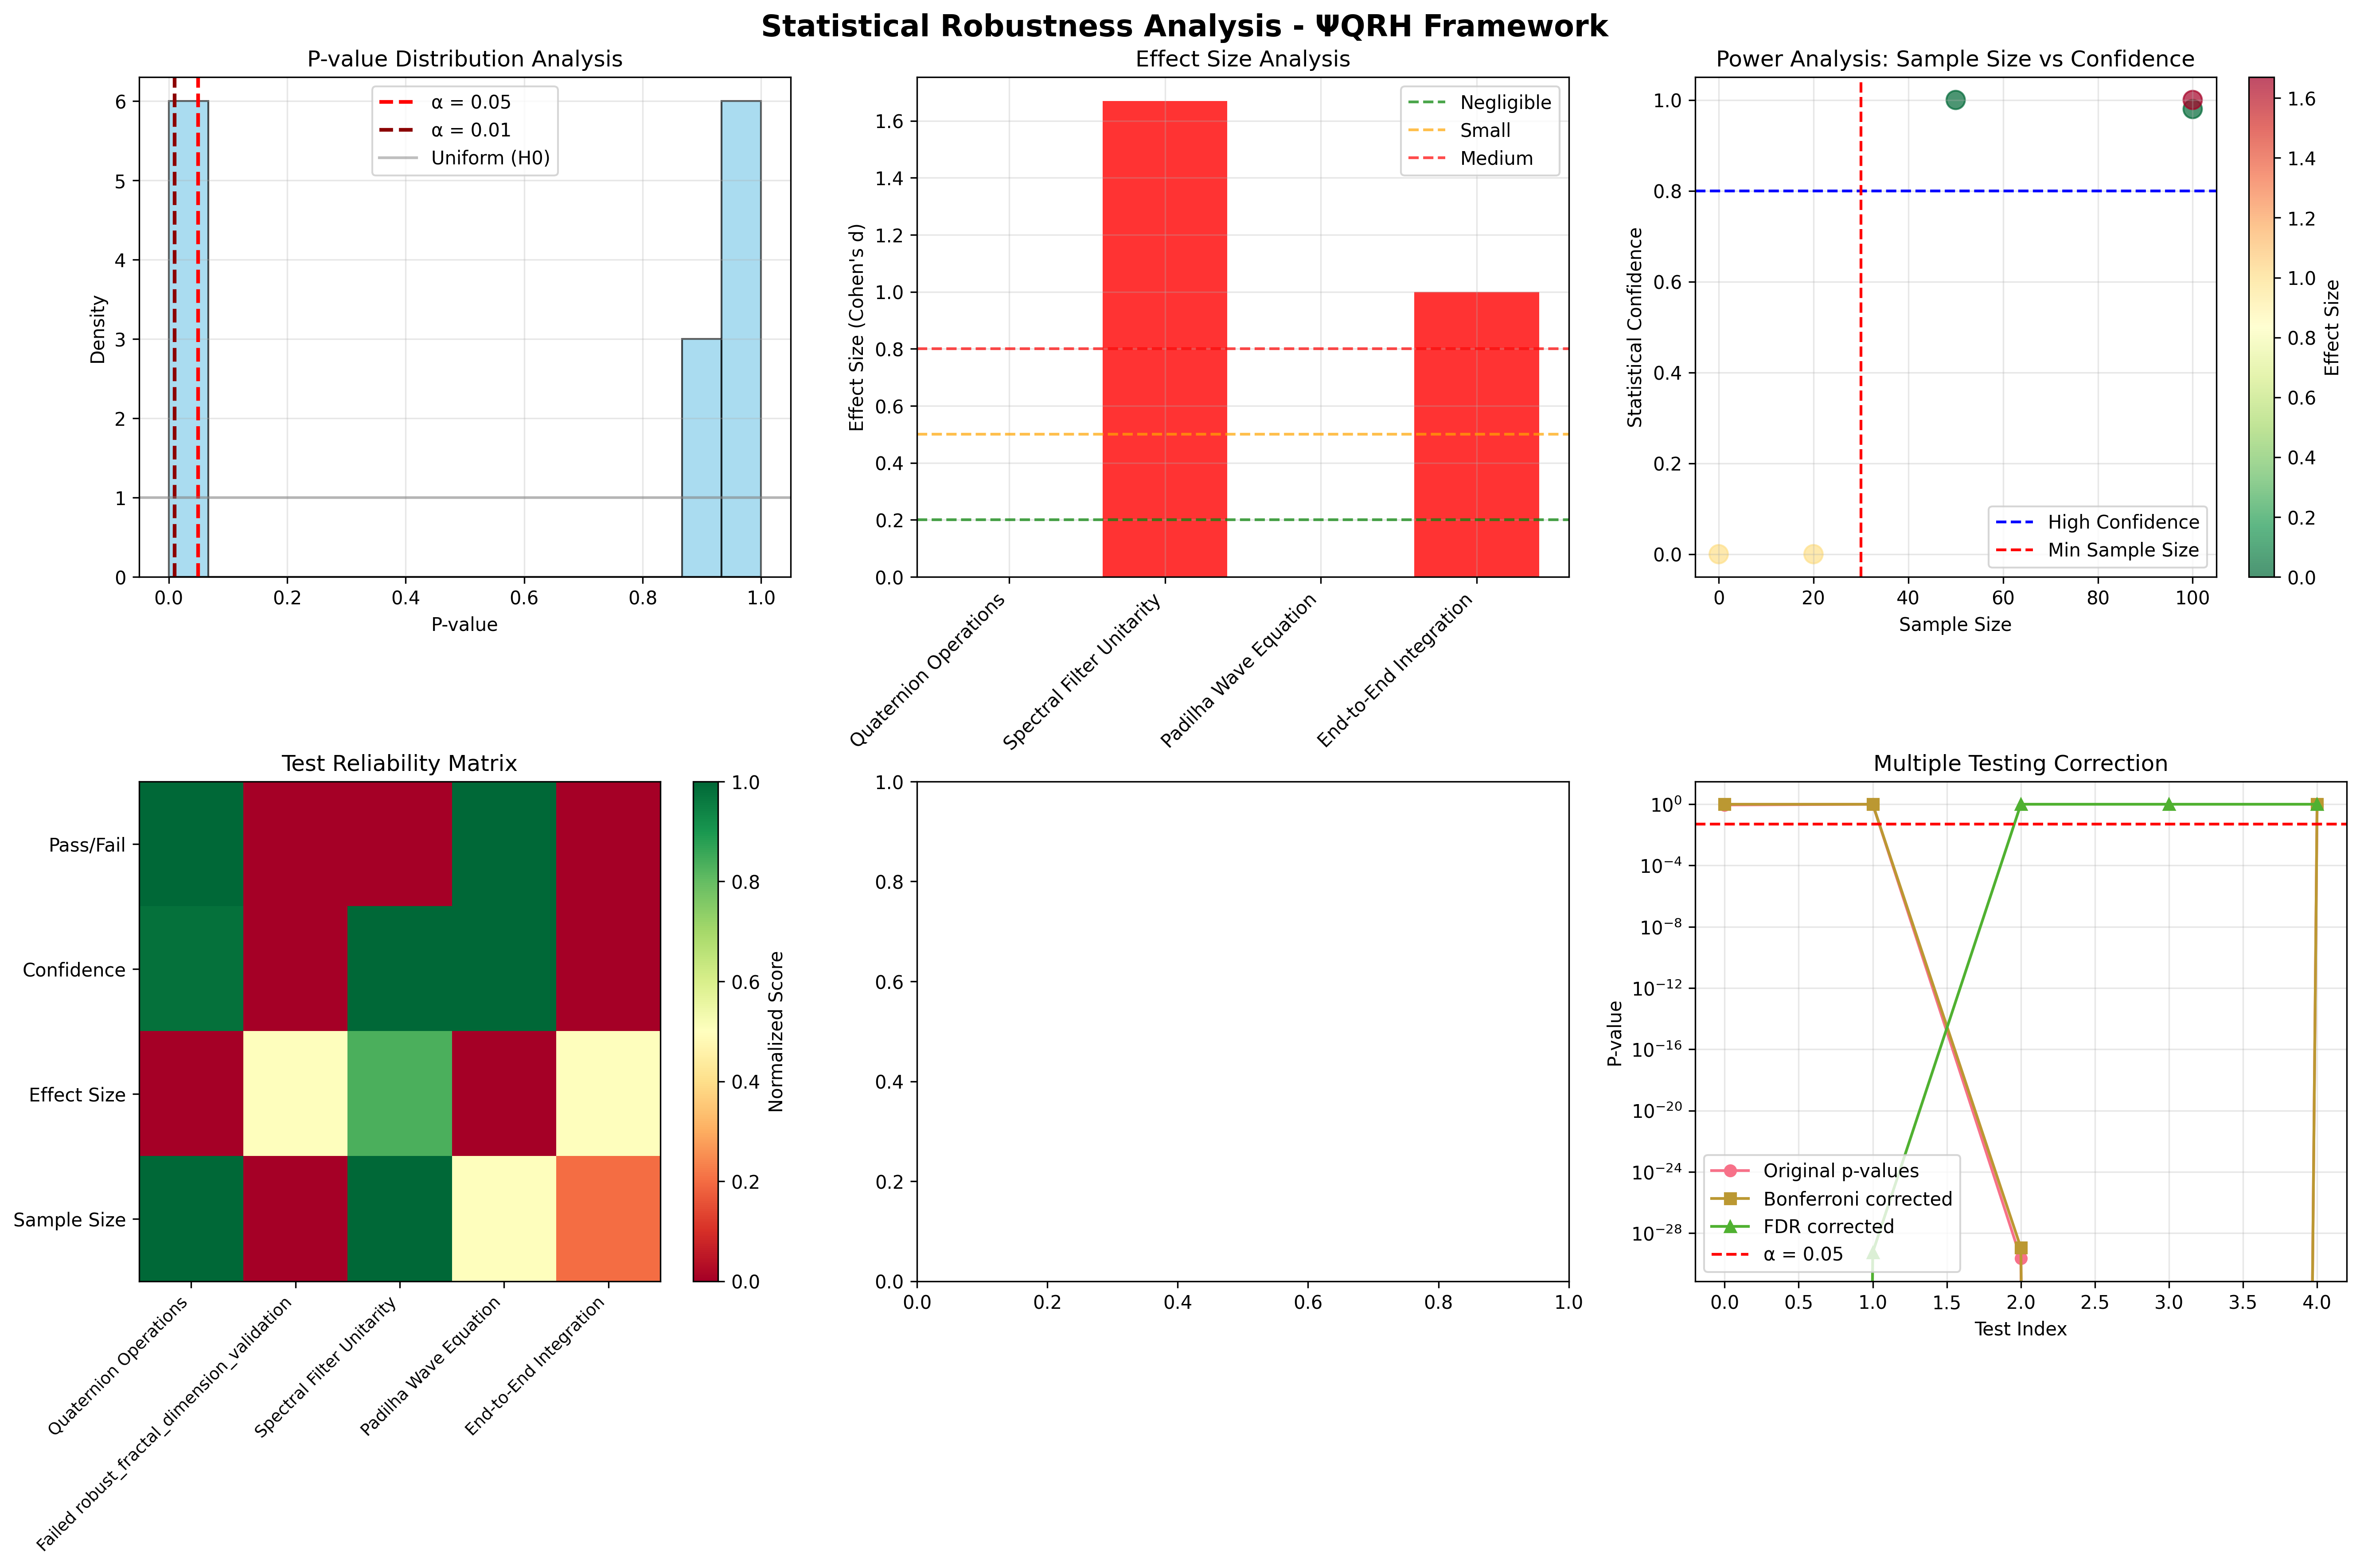 Statistical Robustness Analysis - ΨQRH Framework
P-value Distribution Analysis
Density
6
5
4
3
2
1
0
0.0 0.2 0.4 0.6 0.8 1.0
P-value
α = 0.05
α = 0.01
Uniform (H0)
Effect Size Analysis
Effect Size (Cohen's d)
1.6
1.4
1.2
1.0
0.8
0.6
0.4
0.2
0.0
Negligible
Small
Medium
Quaternion Operations
Spectral Filter Unitarity
Padilha Wave Equation
End-to-End Integration
Power Analysis: Sample Size vs Confidence
Statistical Confidence
1.0
0.8
0.6
0.4
0.2
0.0
0 20 40 60 80 100
Sample Size
High Confidence
Min Sample Size
1.6
1.4
1.2
1.0
0.8
0.6
0.4
0.2
0.0
Effect Size
Test Reliability Matrix
Pass/Fail
Confidence
Effect Size
Sample Size
Quaternion Operations
Failed robust_fractal_dimension_validation
Spectral Filter Unitarity
Padilha Wave Equation
End-to-End Integration
1.0
0.8
0.6
0.4
0.2
0.0
Normalized Score
1.0
0.8
0.6
0.4
0.2
0.0
0.0 0.2 0.4 0.6 0.8 1.0
Multiple Testing Correction
P-value
10⁰
10⁻⁴
10⁻⁸
10⁻¹²
10⁻¹⁶
10⁻²⁰
10⁻²⁴
10⁻²⁸
Original p-values
Bonferroni corrected
FDR corrected
α = 0.05
0.0 0.5 1.0 1.5 2.0 2.5 3.0 3.5 4.0
Test Index